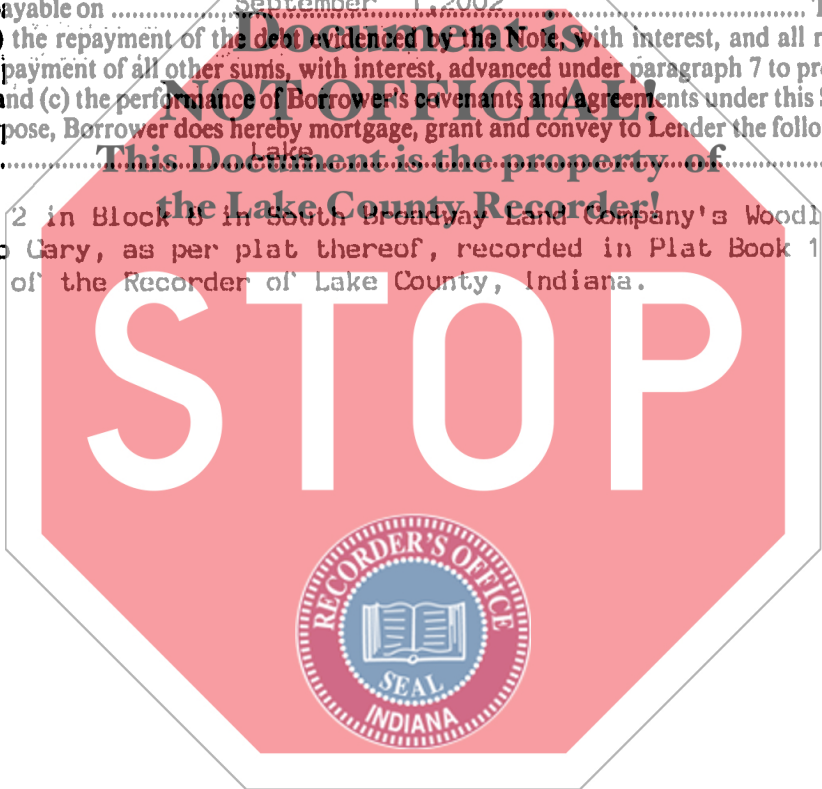 ayable on September 1,2002 T
the repayment of the debt evidenced by the Note, with interest, and all r
Document is
payment of all other sums, with interest, advanced under paragraph 7 to pr
NOT OFFICIAL!
and (c) the performance of Borrower's covenants and agreements under this S
pose, Borrower does hereby mortgage, grant and convey to Lender the follo
Lake
This Document is the property of
the Lake County Recorder!
2 in Block 8 in South Broadway Land Company's Woodl
o Gary, as per plat thereof, recorded in Plat Book 1
of the Recorder of Lake County, Indiana.
STOP
RECORDER'S OFFICE
SEAL
INDIANA